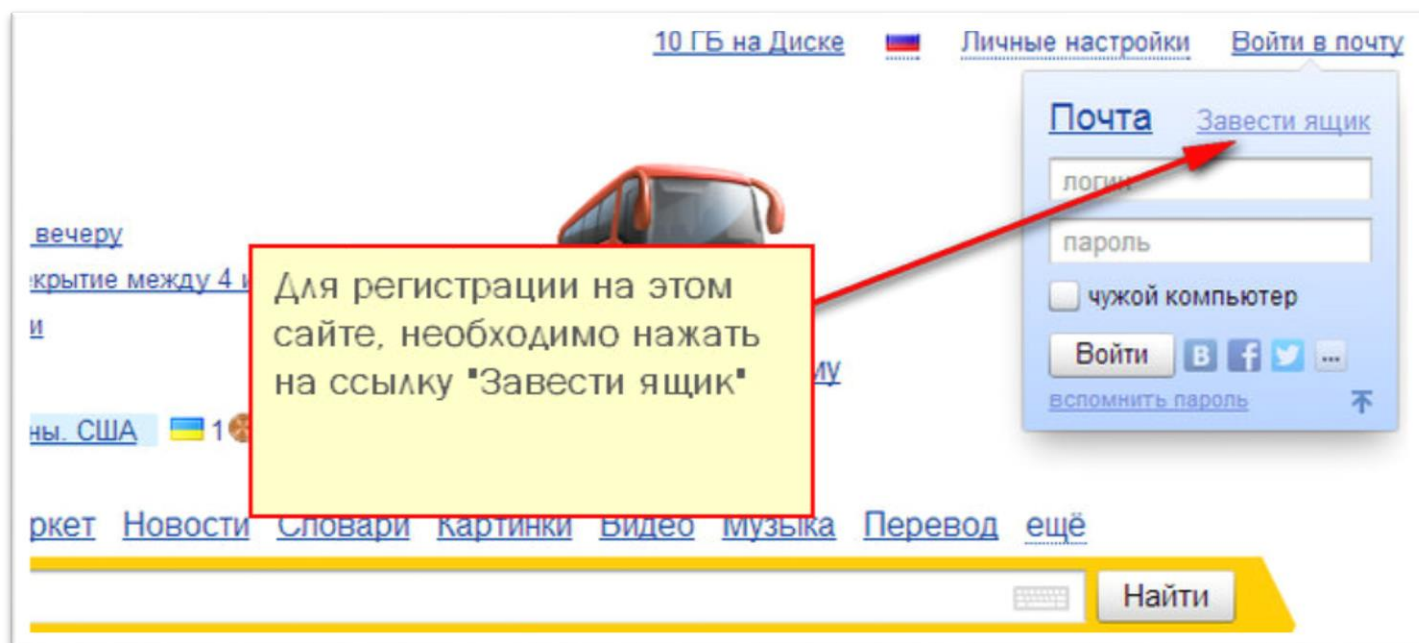 10 ГБ на Диске Личные настройки Войти в почту
Почта Завести ящик
логин
пароль
вечеру
крытие между 4 и
и
Для регистрации на этом
сайте, необходимо нажать
на ссылку "Завести ящик"
му
чужой компьютер
Войти В f ...
вспомнить пароль
ны. США 1
ркет Новости Словари Картинки Видео Музыка Перевод ещё
Найти